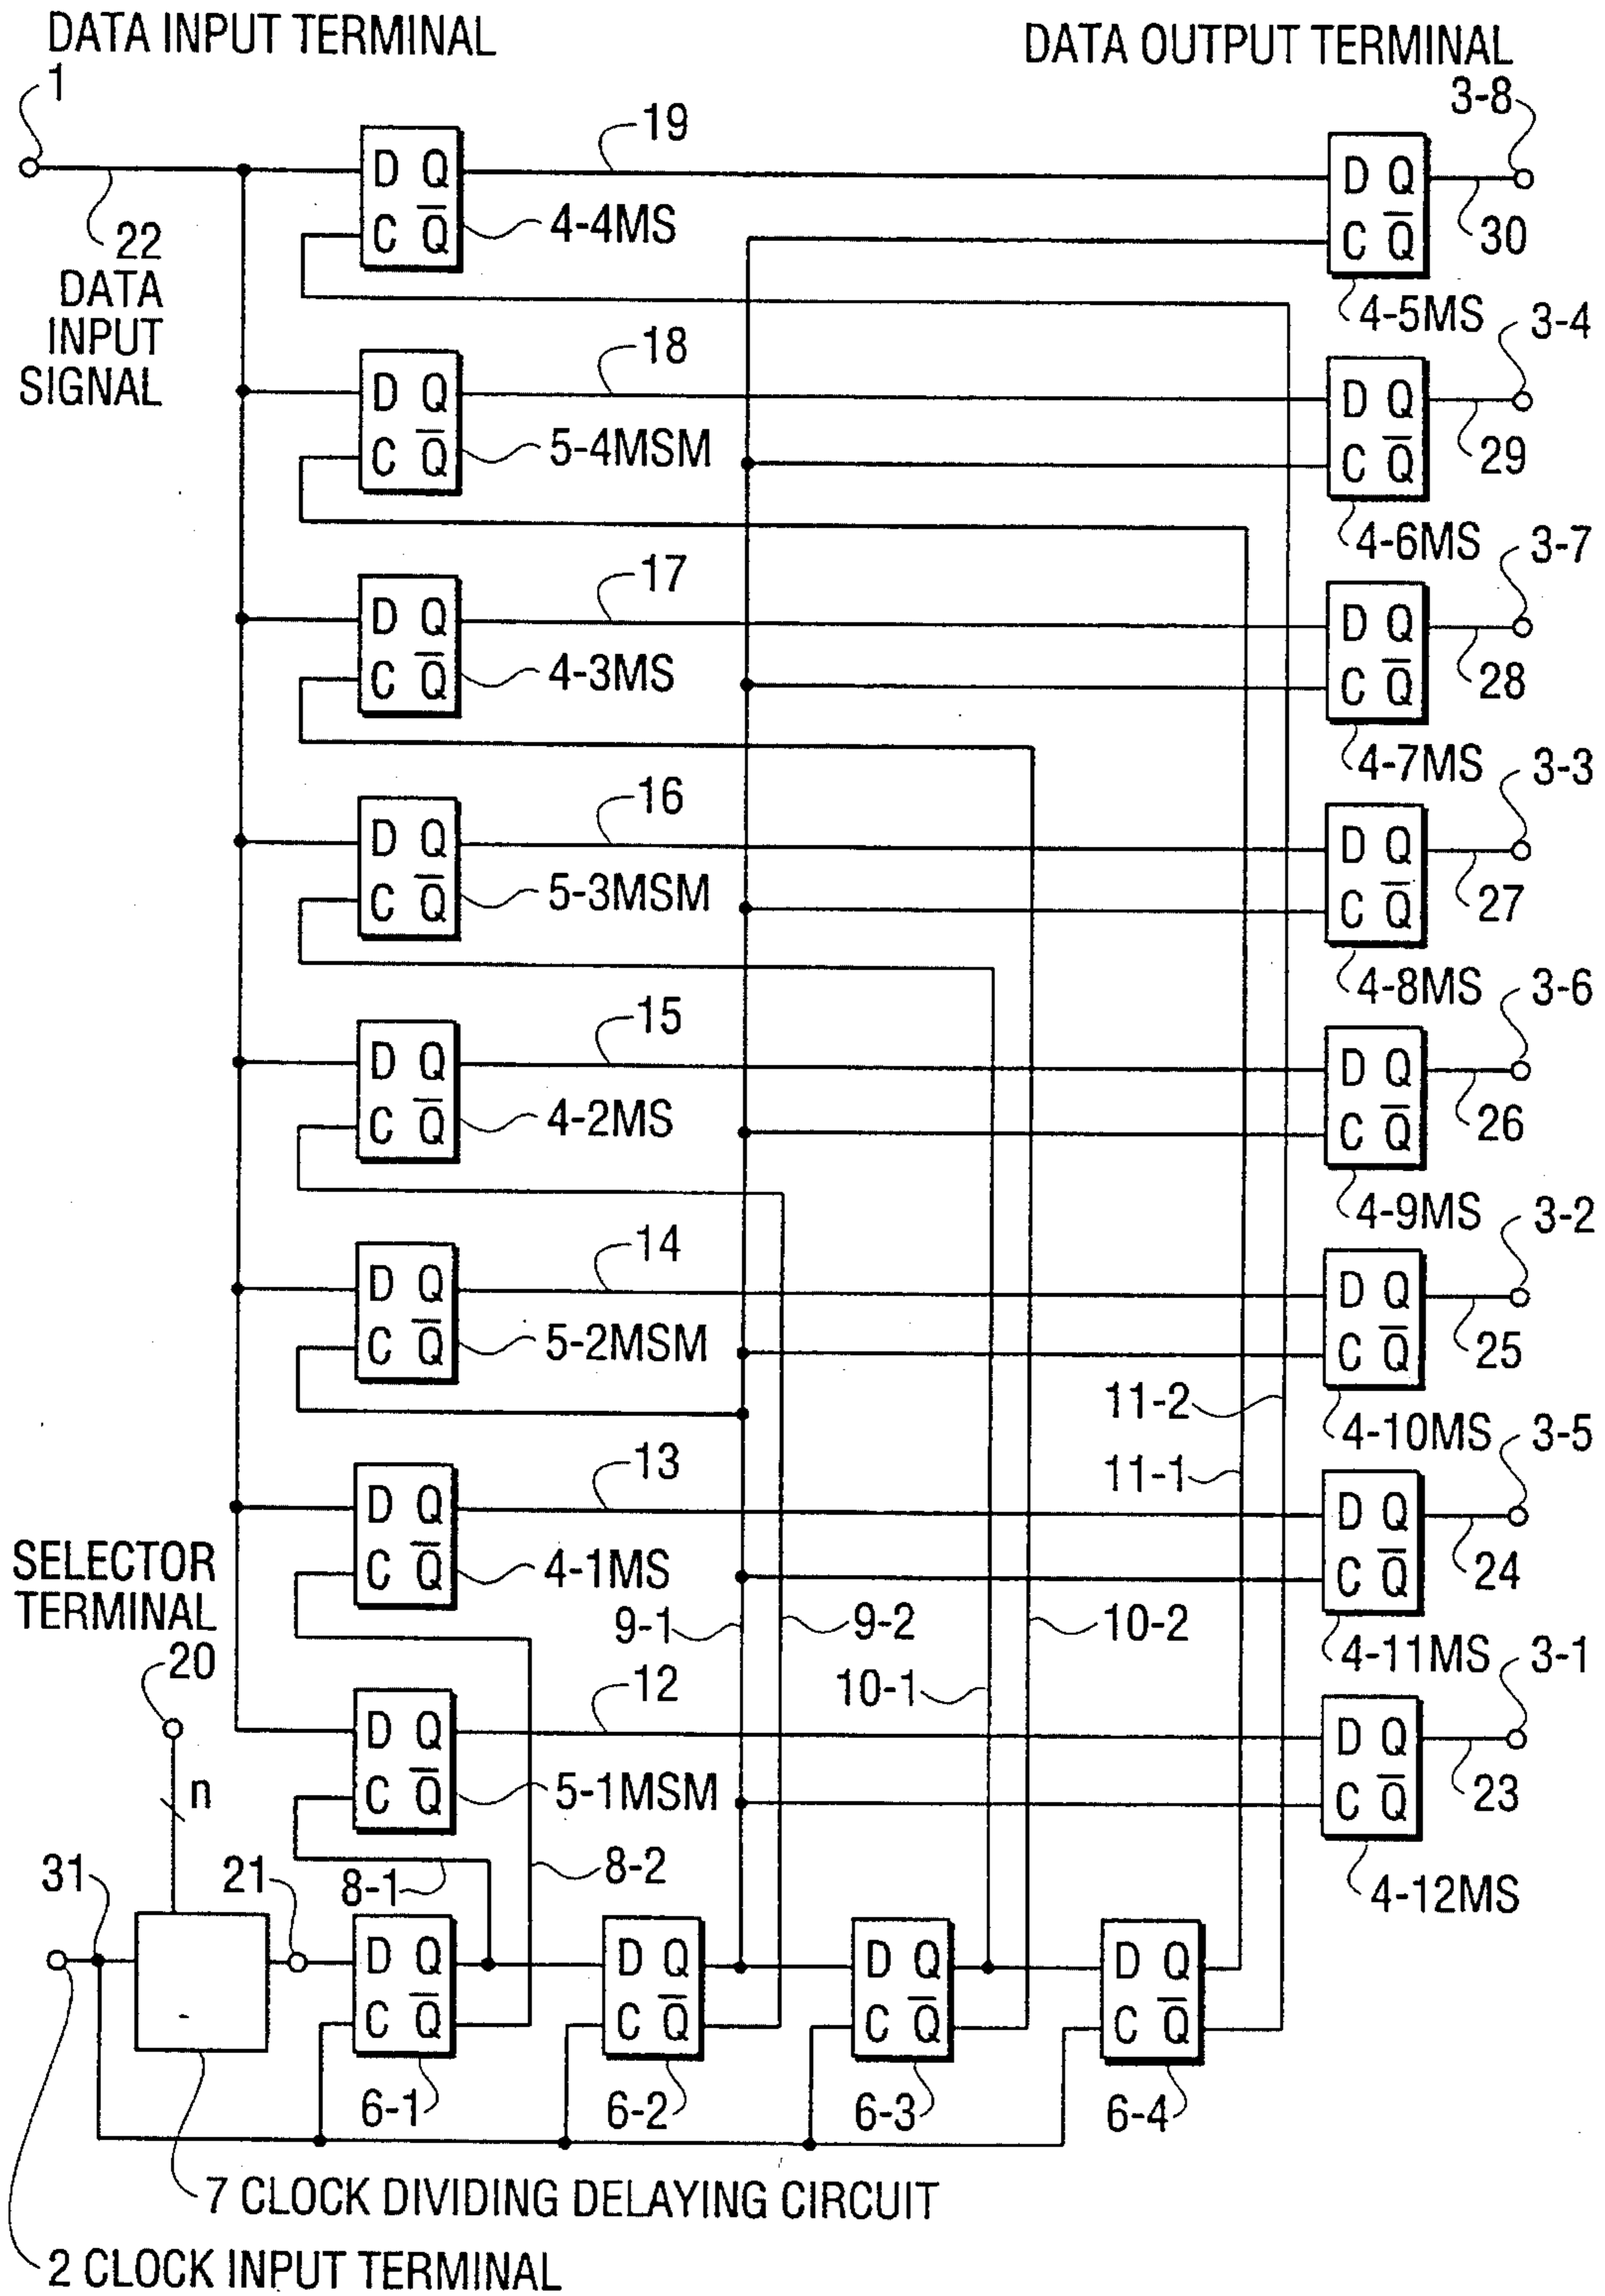 DATA INPUT TERMINAL
DATA OUTPUT TERMINAL
1
3-8
19
D Q
C Q̅
4-4MS
22
DATA
INPUT
SIGNAL
D Q
C Q̅
30
4-5MS
3-4
18
D Q
C Q̅
5-4MSM
D Q
C Q̅
29
4-6MS
3-7
17
D Q
C Q̅
4-3MS
D Q
C Q̅
28
4-7MS
3-3
16
D Q
C Q̅
5-3MSM
D Q
C Q̅
27
4-8MS
3-6
15
D Q
C Q̅
4-2MS
D Q
C Q̅
26
4-9MS
3-2
14
D Q
C Q̅
5-2MSM
D Q
C Q̅
25
11-2
4-10MS
3-5
13
11-1
D Q
C Q̅
4-1MS
D Q
C Q̅
24
SELECTOR
TERMINAL
20
9-1
9-2
10-2
4-11MS
3-1
12
10-1
D Q
C Q̅
5-1MSM
D Q
C Q̅
23
n
8-1
8-2
4-12MS
31
21
D Q
C Q̅
D Q
C Q̅
D Q
C Q̅
D Q
C Q̅
6-1
6-2
6-3
6-4
7 CLOCK DIVIDING DELAYING CIRCUIT
2 CLOCK INPUT TERMINAL